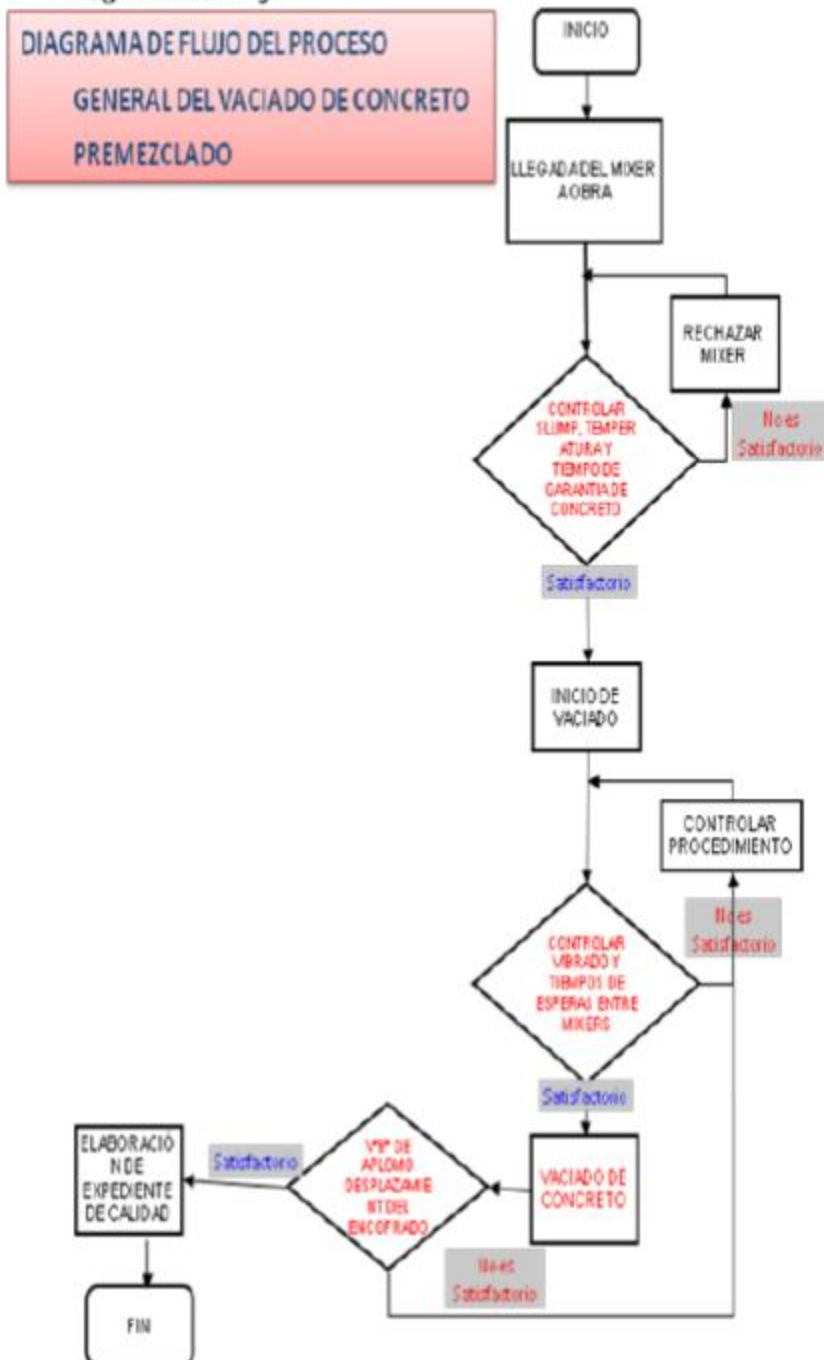 DIAGRAMA DE FLUJO DEL PROCESO
GENERAL DEL VACIADO DE CONCRETO
PREMEZCLADO
INICIO
LLEGADA DEL MIXER
A OBRA
RECHAZAR
MIXER
No es
Satisfactorio
CONTROLAR
SLUMP, TEMPER
ATURA Y
TIEMPO DE
GARANTIA DE
CONCRETO
Satisfactorio
INICIO DE
VACIADO
CONTROLAR
PROCEDIMIENTO
No es
Satisfactorio
CONTROLAR
VIBRADO Y
TIEMPOS DE
ESPERAS ENTRE
MIXERS
Satisfactorio
VACIADO DE
CONCRETO
V°B° DE
APLOMO
DESPLAZAMIE
NT DEL
ENCOFRADO
Satisfactorio
No es
Satisfactorio
ELABORACIO
N DE
EXPEDIENTE
DE CALIDAD
FIN